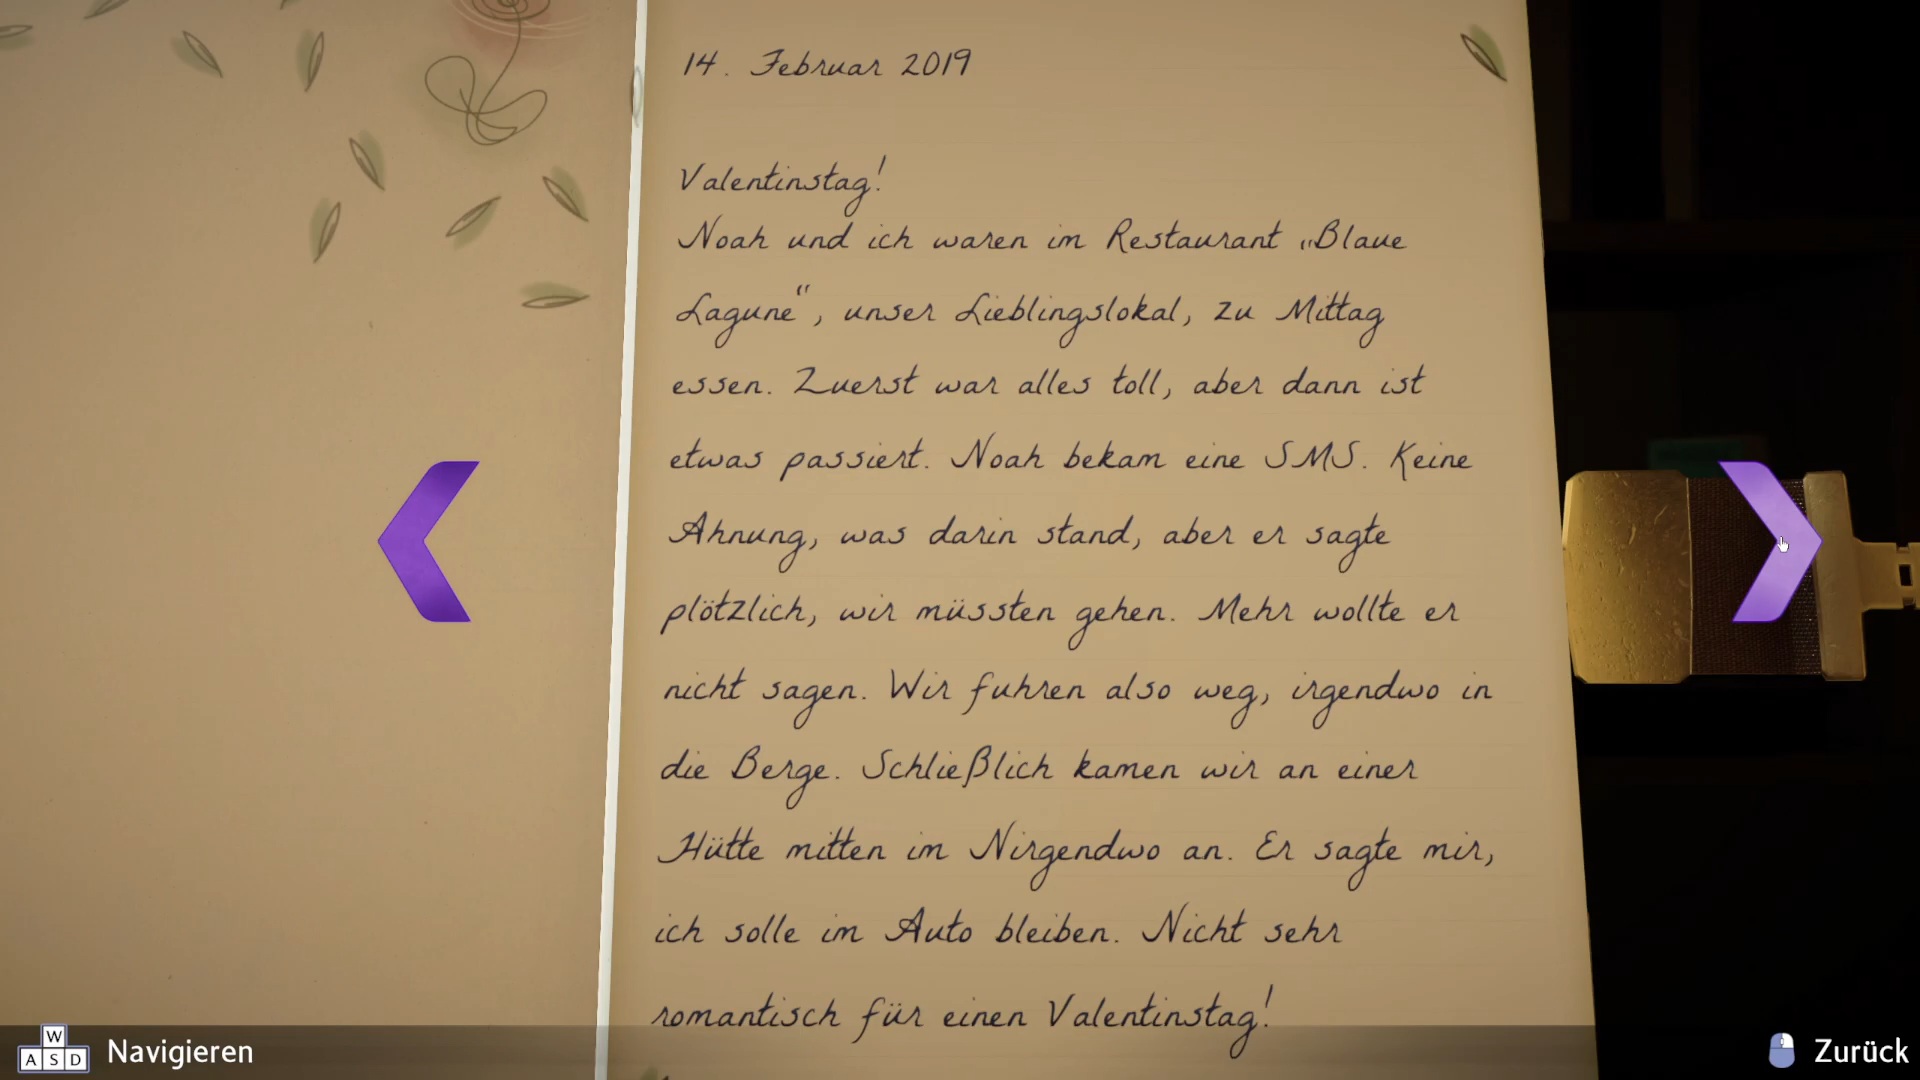 14. Februar 2019
Valentinstag!
Noah und ich waren im Restaurant „Blaue
Lagune“, unser Lieblingslokal, zu Mittag
essen. Zuerst war alles toll, aber dann ist
etwas passiert. Noah bekam eine SMS. Keine
Ahnung, was darin stand, aber er sagte
plötzlich, wir müssten gehen. Mehr wollte er
nicht sagen. Wir fuhren also weg, irgendwo in
die Berge. Schließlich kamen wir an einer
Hütte mitten im Nirgendwo an. Er sagte mir,
ich solle im Auto bleiben. Nicht sehr
romantisch für einen Valentinstag!
W
A S D Navigieren
Zurück